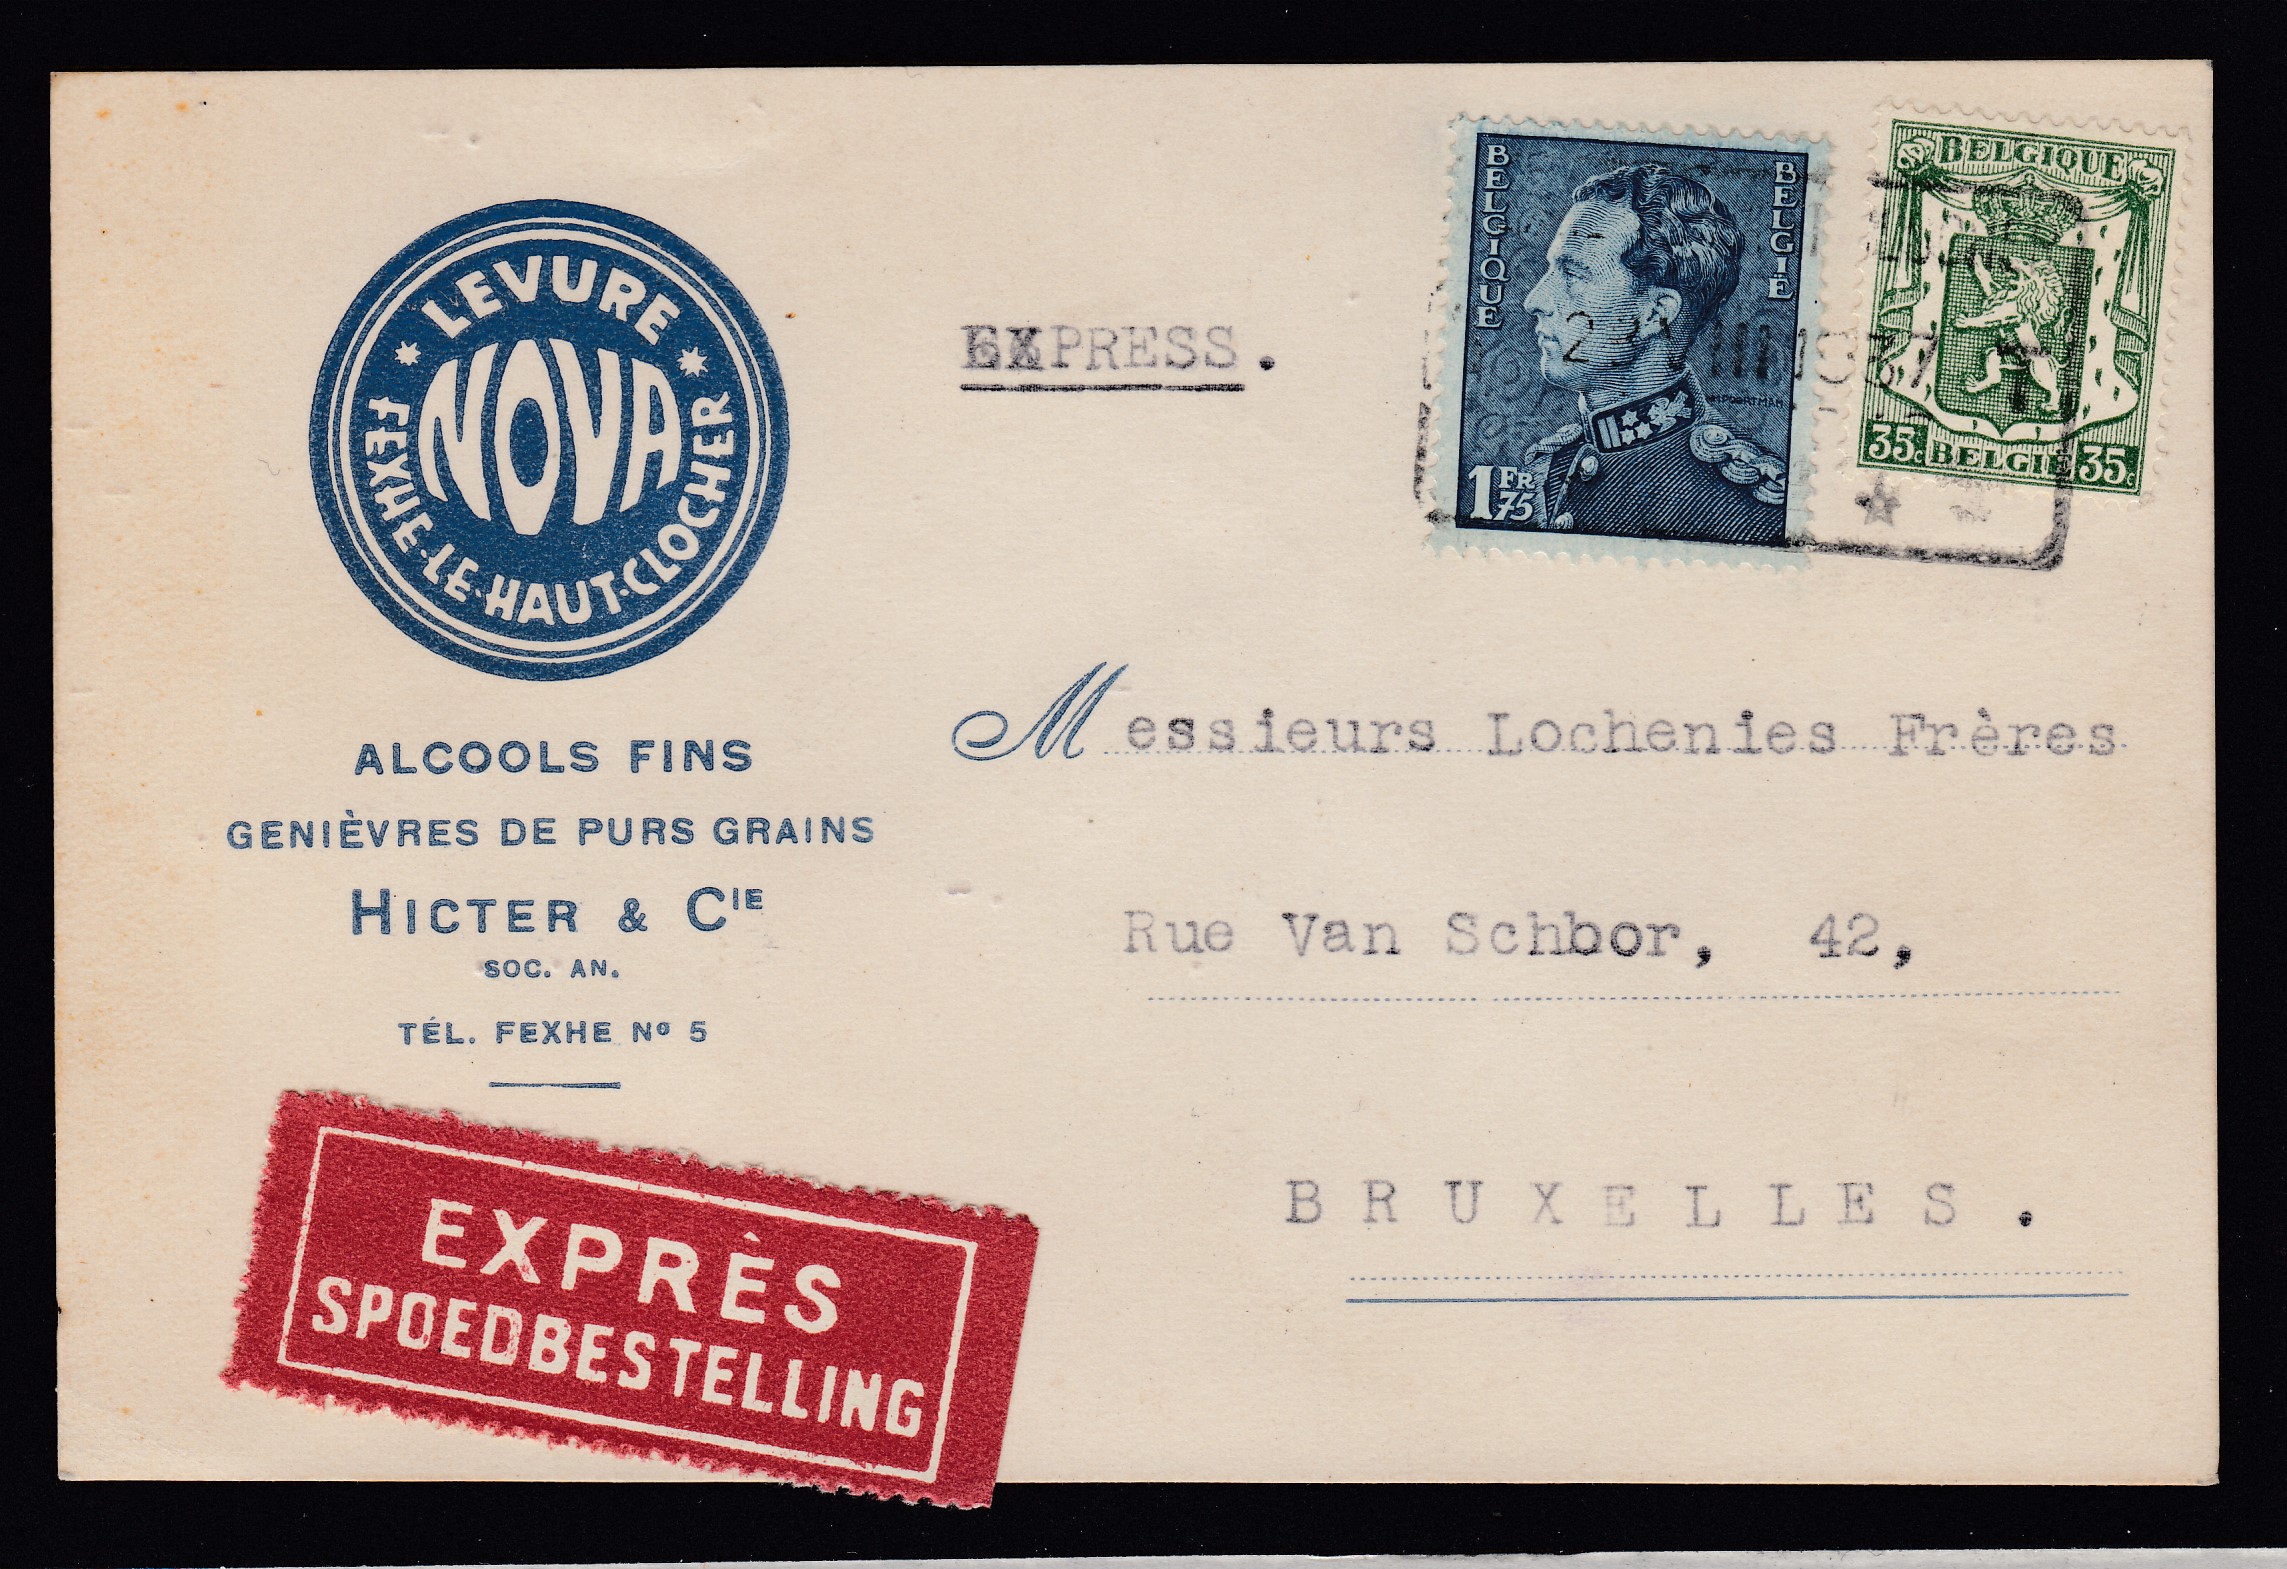 LEVURE
NOVA
FEXHE-LE-HAUT-CLOCHER
ALCOOLS FINS
GENIÈVRES DE PURS GRAINS
HICTER & CIE
SOC. AN.
TÉL. FEXHE Nº 5
EXPRÈS
SPOEDBESTELLING
EXPRESS.
BELGIQUE
BELGIË
1 FR 75
BELGIQUE
35c BELGIË 35c
1937
Messieurs Lochenies Frères
Rue Van Schbor, 42,
BRUXELLES.